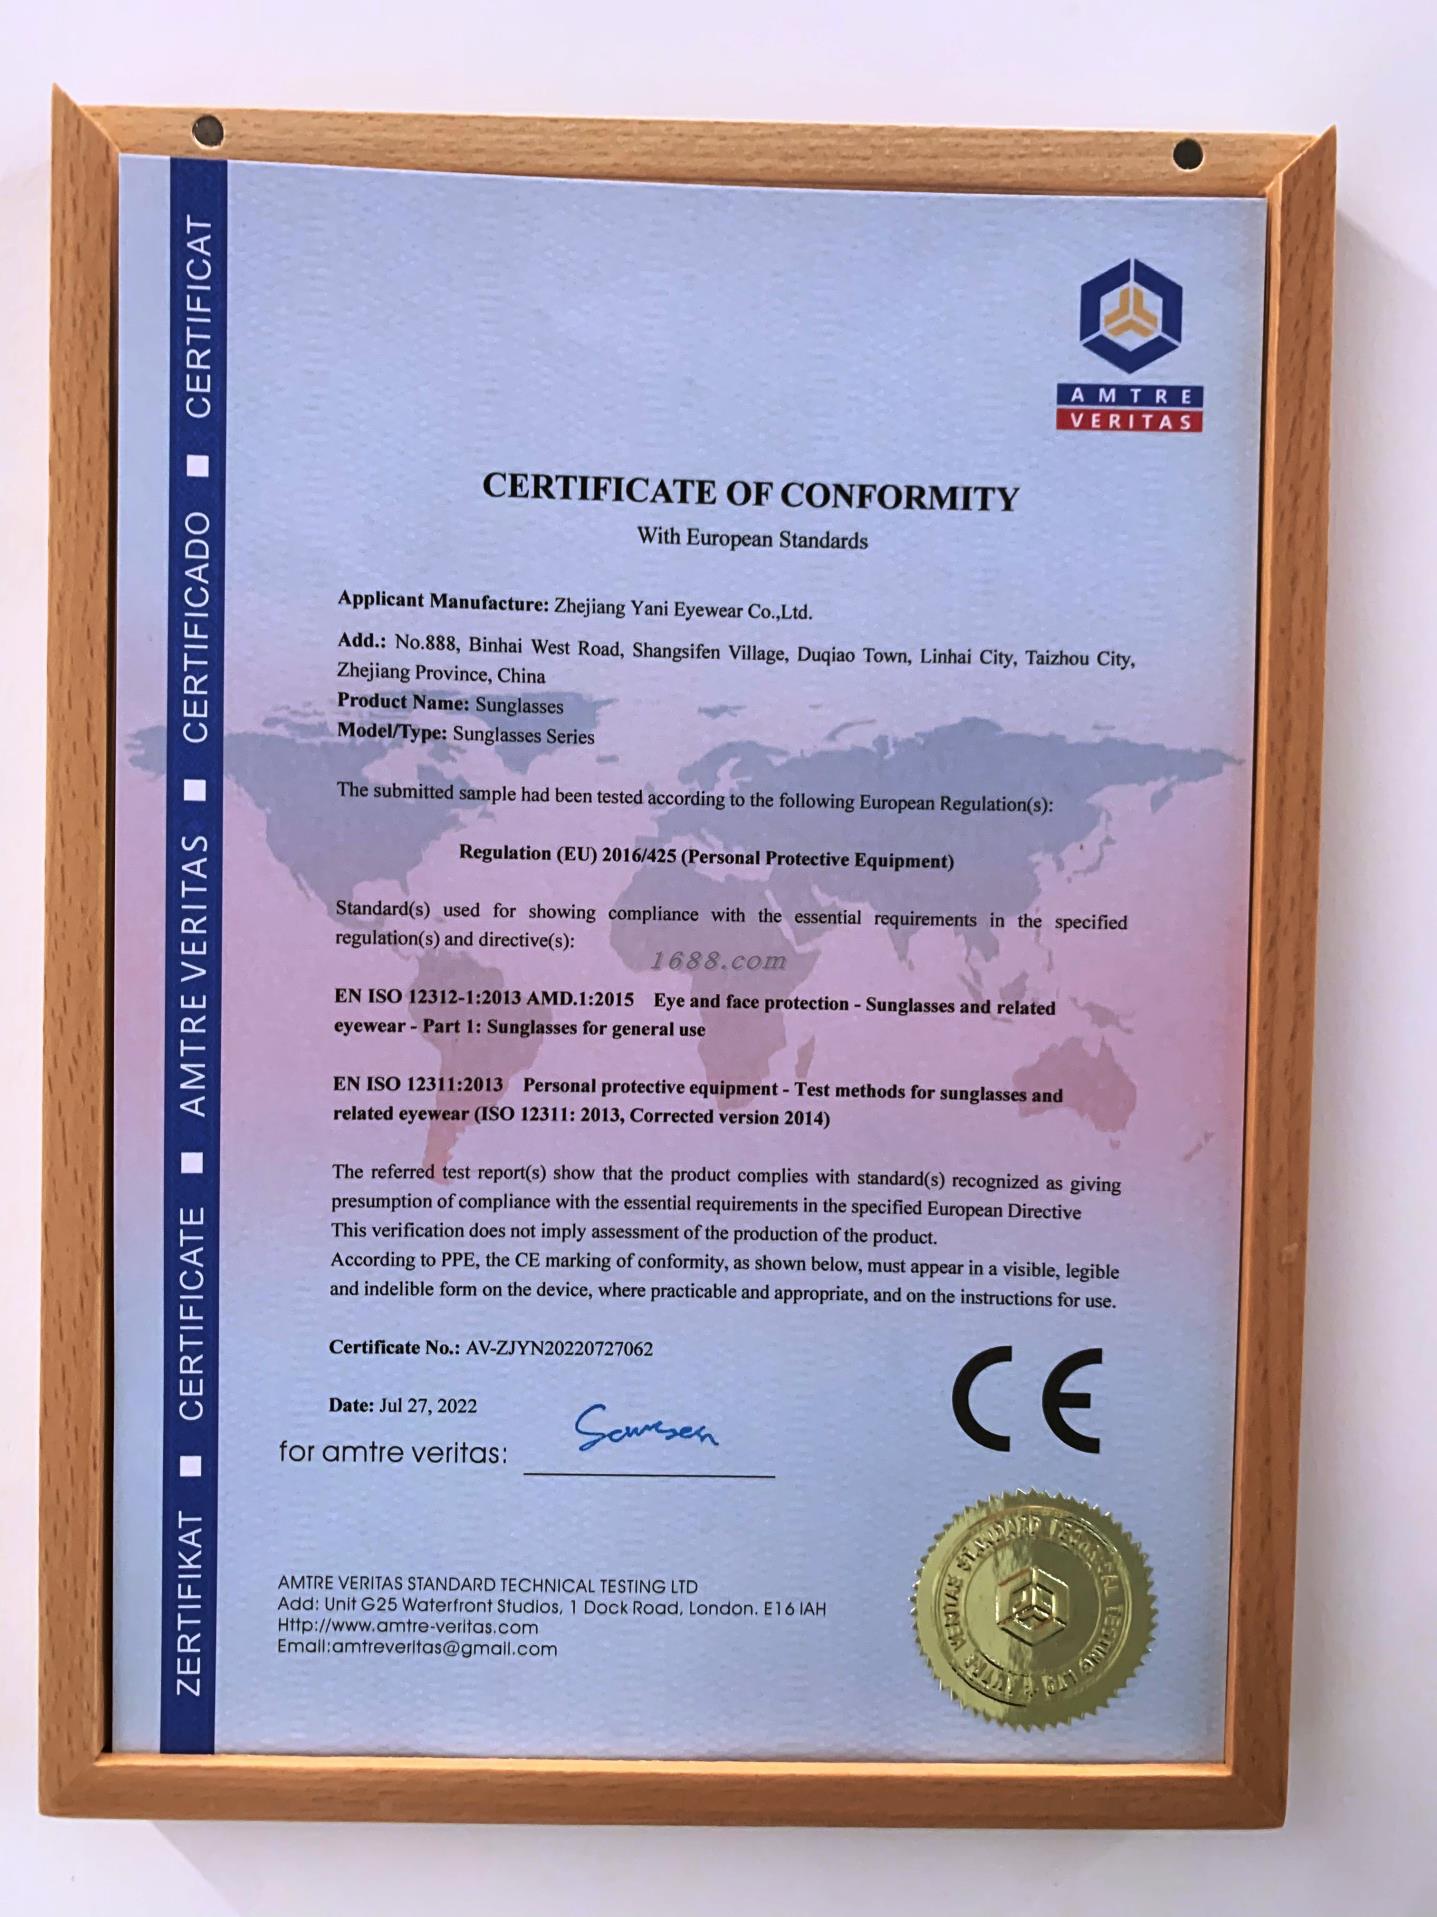 AMTRE
VERITAS
CERTIFICATE OF CONFORMITY
With European Standards
Applicant Manufacture: Zhejiang Yani Eyewear Co.,Ltd.
Add.: No.888, Binhai West Road, Shangsifen Village, Duqiao Town, Linhai City, Taizhou City,
Zhejiang Province, China
Product Name: Sunglasses
Model/Type: Sunglasses Series
The submitted sample had been tested according to the following European Regulation(s):
Regulation (EU) 2016/425 (Personal Protective Equipment)
Standard(s) used for showing compliance with the essential requirements in the specified
regulation(s) and directive(s):
1688.com
EN ISO 12312-1:2013 AMD.1:2015 Eye and face protection - Sunglasses and related
eyewear - Part 1: Sunglasses for general use
EN ISO 12311:2013 Personal protective equipment - Test methods for sunglasses and
related eyewear (ISO 12311: 2013, Corrected version 2014)
The referred test report(s) show that the product complies with standard(s) recognized as giving
presumption of compliance with the essential requirements in the specified European Directive
This verification does not imply assessment of the production of the product.
According to PPE, the CE marking of conformity, as shown below, must appear in a visible, legible
and indelible form on the device, where practicable and appropriate, and on the instructions for use.
Certificate No.: AV-ZJYN20220727062
Date: Jul 27, 2022
for amtre veritas:
CE
AMTRE VERITAS STANDARD TECHNICAL TESTING LTD
Add: Unit G25 Waterfront Studios, 1 Dock Road, London. E16 IAH
Http://www.amtre-veritas.com
Email:amtreveritas@gmail.com
AMTRE VERITAS STANDARD TECHNICAL TESTING LTD
ZERTIFIKAT ■ CERTIFICATE ■ AMTRE VERITAS ■ CERTIFICADO ■ CERTIFICAT